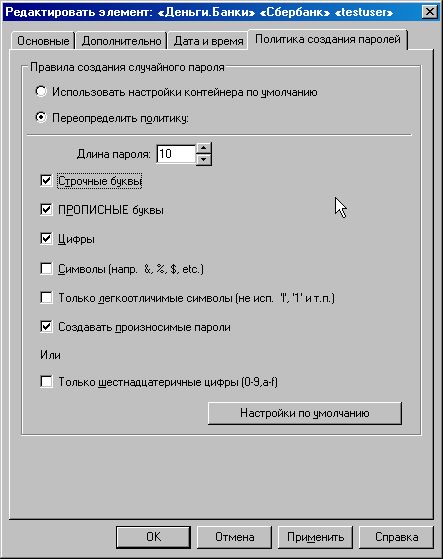 Редактировать элемент: «Деньги.Банки» «Сбербанк» «testuser»
Основные Дополнительно Дата и время Политика создания паролей
Правила создания случайного пароля
Использовать настройки контейнера по умолчанию
Переопределить политику:
Длина пароля: 10
Строчные буквы
ПРОПИСНЫЕ буквы
Цифры
Символы (напр. &, %, $, etc.)
Только легкоотличимые символы (не исп. 'l', '1' и т.п.)
Создавать произносимые пароли
Или
Только шестнадцатеричные цифры (0-9,a-f)
Настройки по умолчанию
OK Отмена Применить Справка